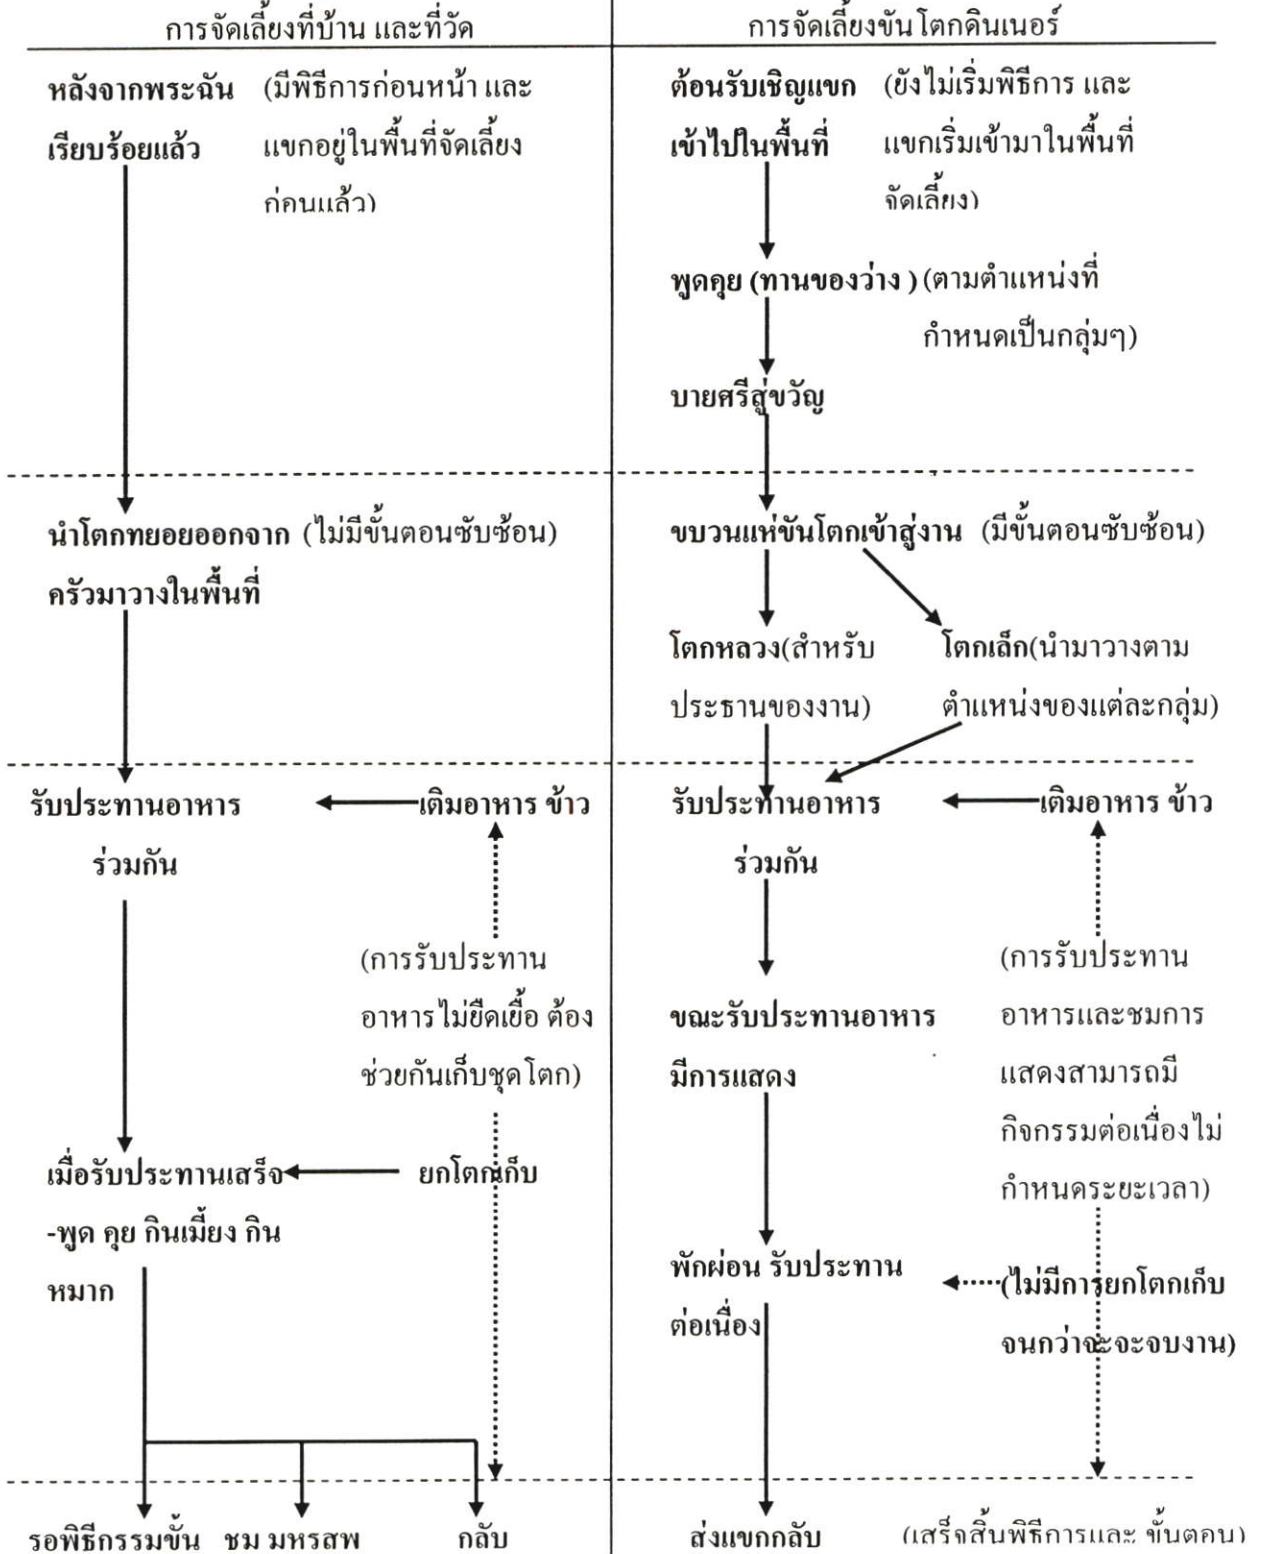 การจัดเลี้ยงที่บ้าน และที่วัด
หลังจากพระฉัน (มีพิธีการก่อนหน้า และ
เรียบร้อยแล้ว แขกอยู่ในพื้นที่จัดเลี้ยง
ก่อนแล้ว)
นำโตกทยอยออกจาก (ไม่มีขั้นตอนซับซ้อน)
ครัวมาวางในพื้นที่
รับประทานอาหาร เติมอาหาร ข้าว
ร่วมกัน
(การรับประทาน
อาหารไม่ยืดเยื้อ ต้อง
ช่วยกันเก็บชุดโตก)
เมื่อรับประทานเสร็จ ยกโตกเก็บ
-พูด คุย กินเมี้ยง กิน
หมาก
รอพิธีกรรมขั้น ชม มหรสพ กลับ
การจัดเลี้ยงขันโตกดินเนอร์
ต้อนรับเชิญแขก (ยังไม่เริ่มพิธีการ และ
เข้าไปในพื้นที่ แขกเริ่มเข้ามาในพื้นที่
จัดเลี้ยง)
พูดคุย (ทานของว่าง ) (ตามตำแหน่งที่
กำหนดเป็นกลุ่มๆ)
บายศรีสู่ขวัญ
ขบวนแห่ขันโตกเข้าสู่งาน (มีขั้นตอนซับซ้อน)
โตกหลวง(สำหรับ โตกเล็ก(นำมาวางตาม
ประธานของงาน) ตำแหน่งของแต่ละกลุ่ม)
รับประทานอาหาร เติมอาหาร ข้าว
ร่วมกัน
(การรับประทาน
ขณะรับประทานอาหาร อาหารและชมการ
มีการแสดง แสดงสามารถมี
กิจกรรมต่อเนื่องไม่
กำหนดระยะเวลา)
พักผ่อน รับประทาน (ไม่มีการยกโตกเก็บ
ต่อเนื่อง จนกว่าจะจะจบงาน)
ส่งแขกกลับ (เสร็จสิ้นพิธีการและ ขั้นตอน)